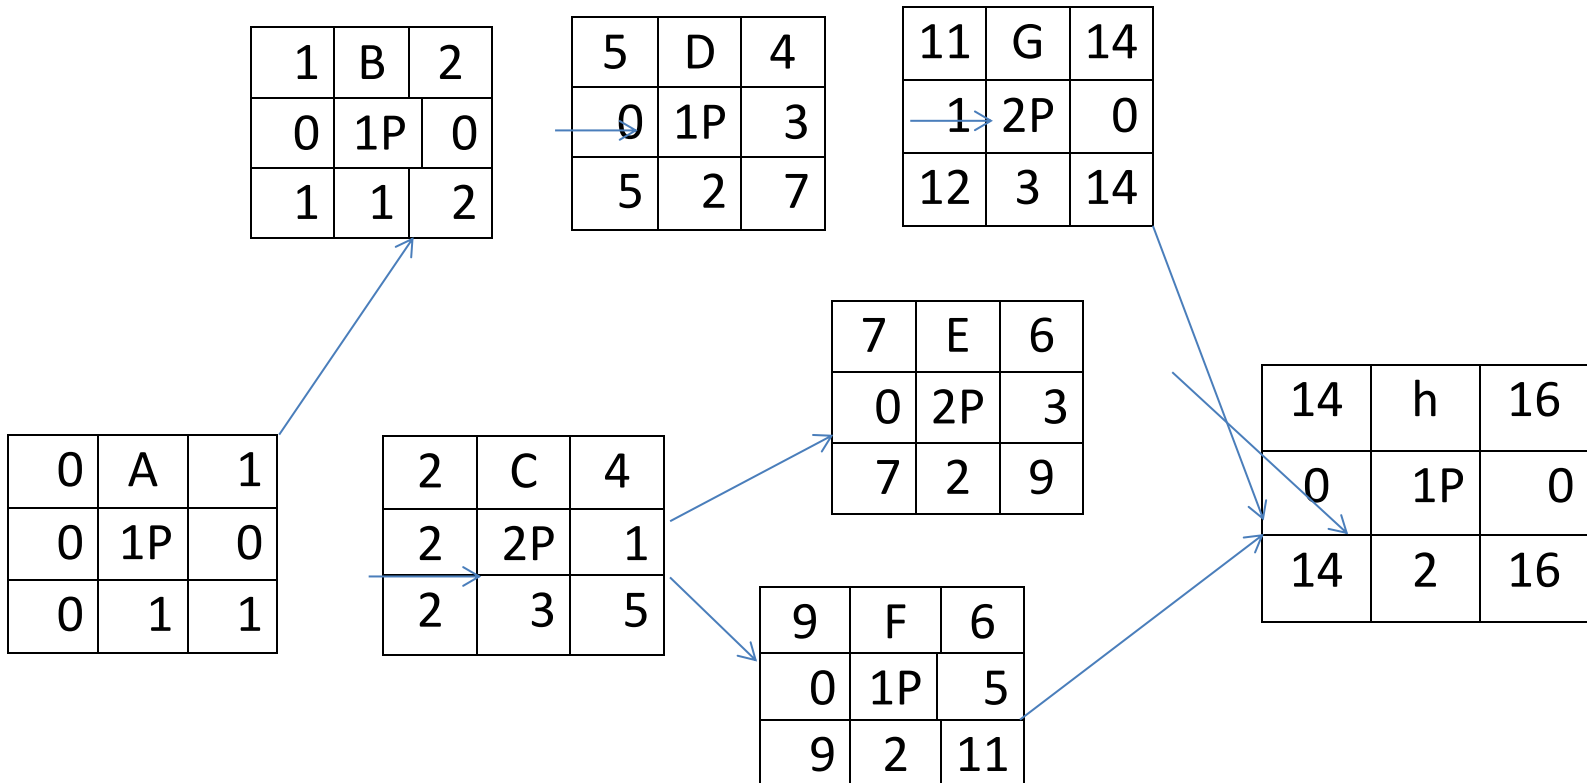 1 B 2
0 1P 0
1 1 2
5 D 4
0 1P 3
5 2 7
11 G 14
1 2P 0
12 3 14
7 E 6
0 2P 3
7 2 9
14 h 16
0 1P 0
14 2 16
0 A 1
0 1P 0
0 1 1
2 C 4
2 2P 1
2 3 5
9 F 6
0 1P 5
9 2 11